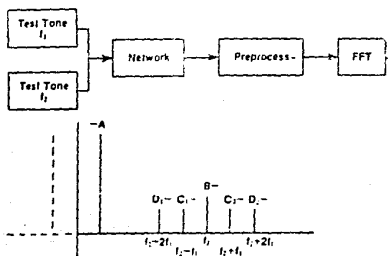 Test Tone
f₁
Network
Preprocess-
FFT
Test Tone
f₂
-A
D₁- C₁- B- C₂- D₂-
f₂-2f₁ f₂ f₂+2f₁
f₂-f₁ f₂+f₁